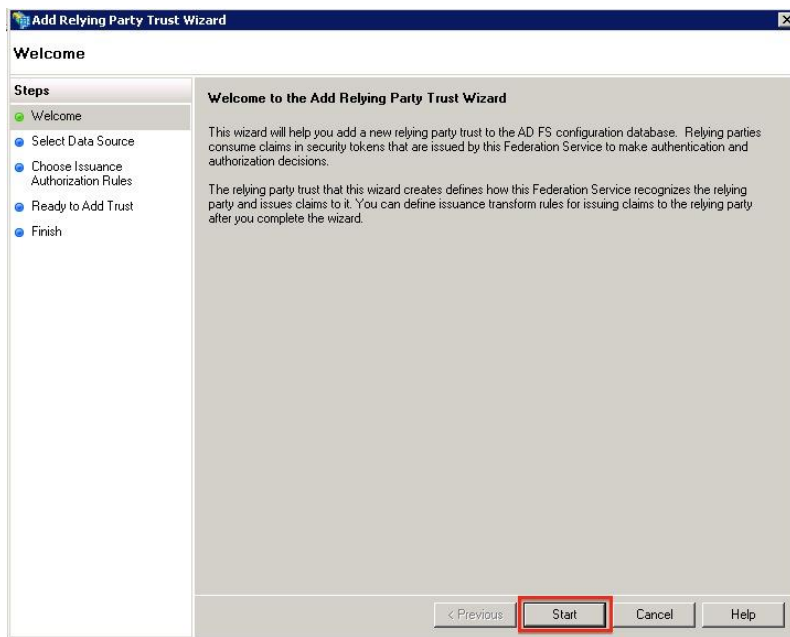 Add Relying Party Trust Wizard
Welcome
Steps
Welcome
Select Data Source
Choose Issuance
Authorization Rules
Ready to Add Trust
Finish
Welcome to the Add Relying Party Trust Wizard
This wizard will help you add a new relying party trust to the AD FS configuration database. Relying parties
consume claims in security tokens that are issued by this Federation Service to make authentication and
authorization decisions.
The relying party trust that this wizard creates defines how this Federation Service recognizes the relying
party and issues claims to it. You can define issuance transform rules for issuing claims to the relying party
after you complete the wizard.
< Previous
Start
Cancel
Help